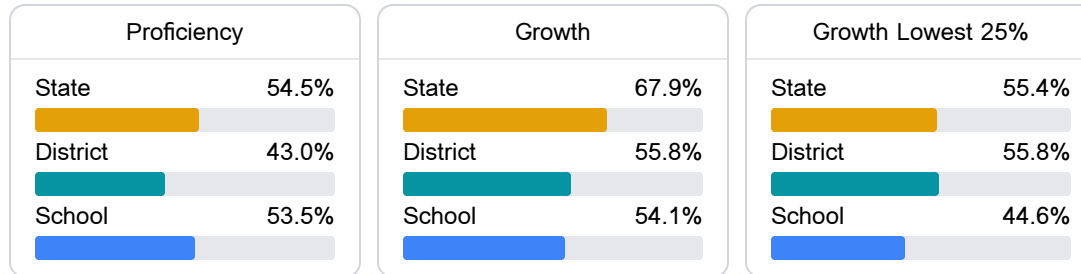 Proficiency
State 54.5%
District 43.0%
School 53.5%
Growth
State 67.9%
District 55.8%
School 54.1%
Growth Lowest 25%
State 55.4%
District 55.8%
School 44.6%